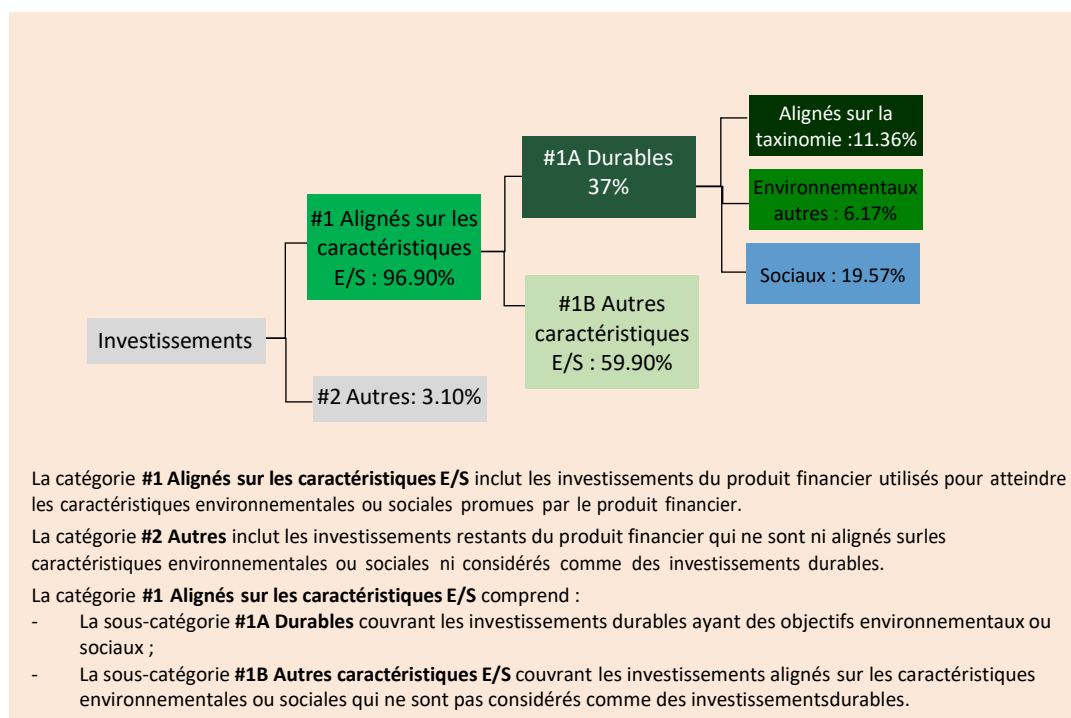 Alignés sur la
taxinomie :11.36%
#1A Durables
37%
Environnementaux
autres : 6.17%
#1 Alignés sur les
caractéristiques
E/S : 96.90%
Sociaux : 19.57%
#1B Autres
caractéristiques
E/S : 59.90%
Investissements
#2 Autres: 3.10%
La catégorie #1 Alignés sur les caractéristiques E/S inclut les investissements du produit financier utilisés pour atteindre
les caractéristiques environnementales ou sociales promues par le produit financier.
La catégorie #2 Autres inclut les investissements restants du produit financier qui ne sont ni alignés surles
caractéristiques environnementales ou sociales ni considérés comme des investissements durables.
La catégorie #1 Alignés sur les caractéristiques E/S comprend :
- La sous-catégorie #1A Durables couvrant les investissements durables ayant des objectifs environnementaux ou
sociaux ;
- La sous-catégorie #1B Autres caractéristiques E/S couvrant les investissements alignés sur les caractéristiques
environnementales ou sociales qui ne sont pas considérés comme des investissementsdurables.